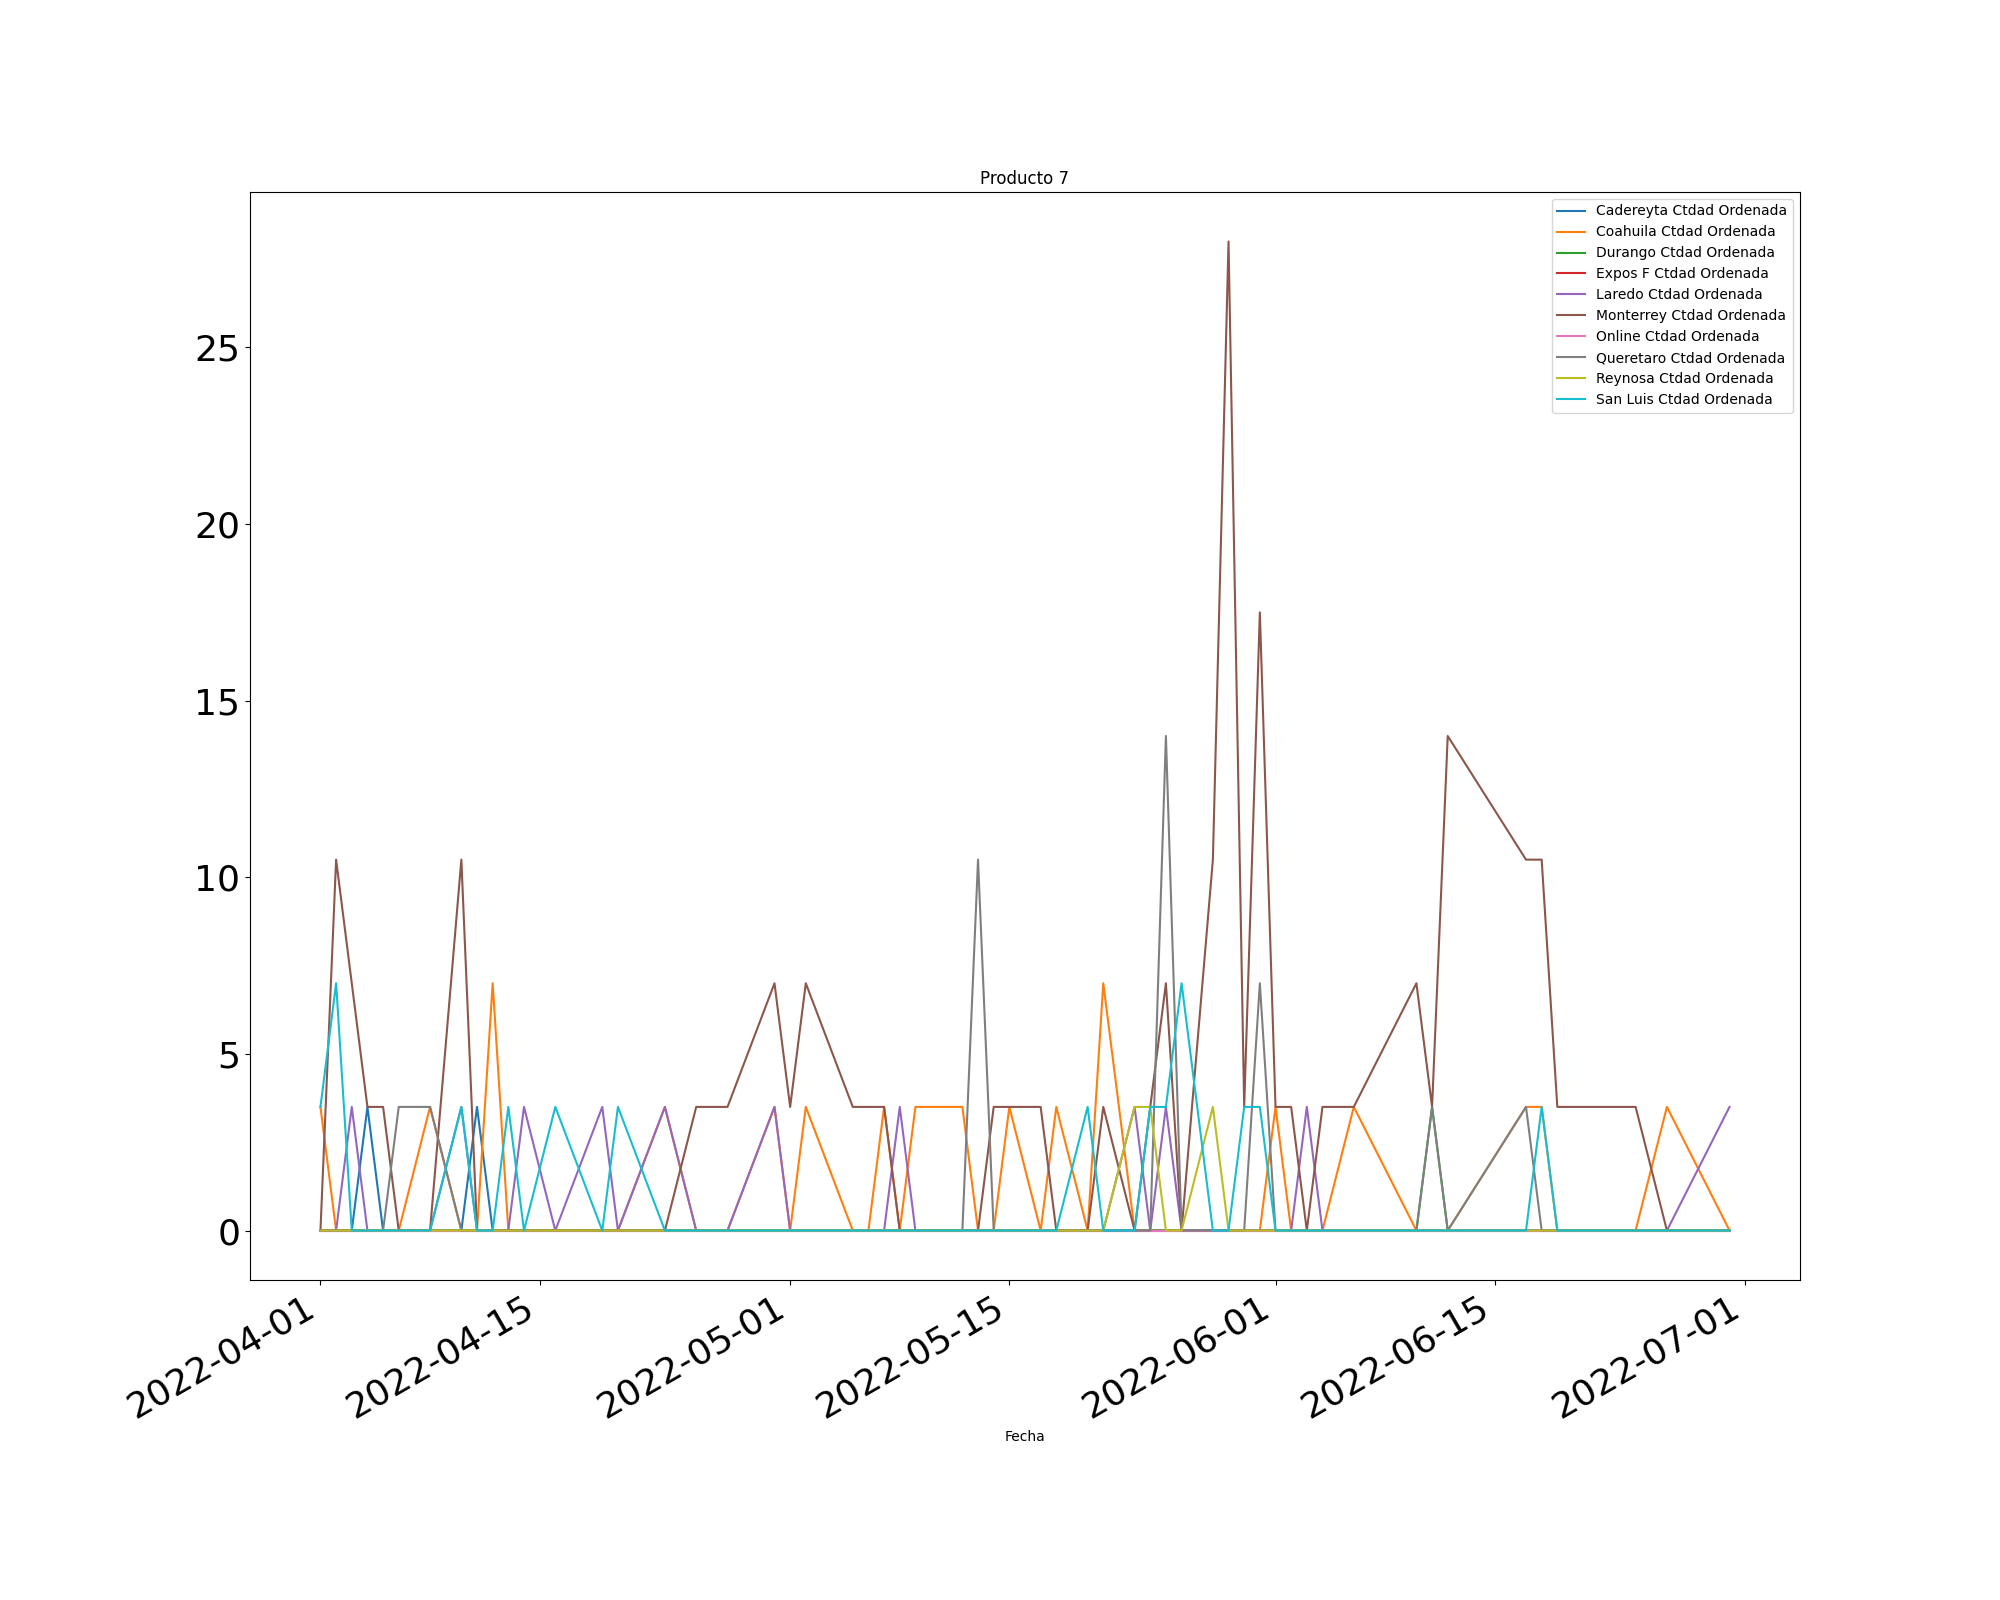 Producto 7
Cadereyta Ctdad Ordenada
Coahuila Ctdad Ordenada
Durango Ctdad Ordenada
Expos F Ctdad Ordenada
Laredo Ctdad Ordenada
Monterrey Ctdad Ordenada
Online Ctdad Ordenada
Queretaro Ctdad Ordenada
Reynosa Ctdad Ordenada
San Luis Ctdad Ordenada
25
20
15
10
5
0
2022-04-01
2022-04-15
2022-05-01
2022-05-15
2022-06-01
2022-06-15
2022-07-01
Fecha